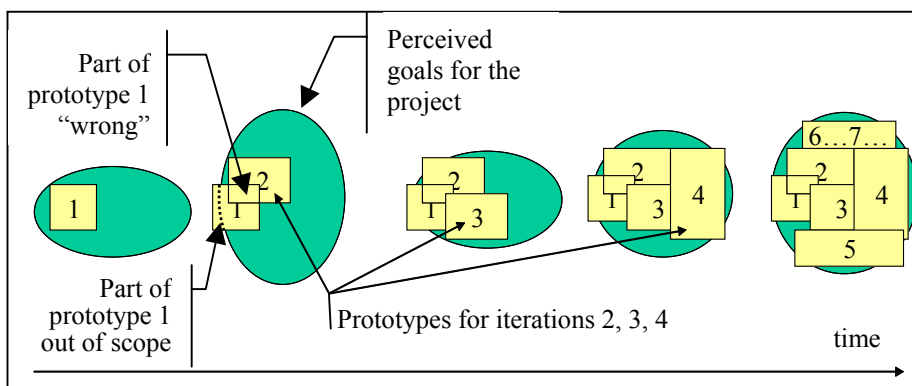 Part of
prototype 1
“wrong”
Perceived
goals for the
project
1
2
1
2
1
3
2
1
3
4
6…7…
2
1
3
4
5
Part of
prototype 1
out of scope
Prototypes for iterations 2, 3, 4
time